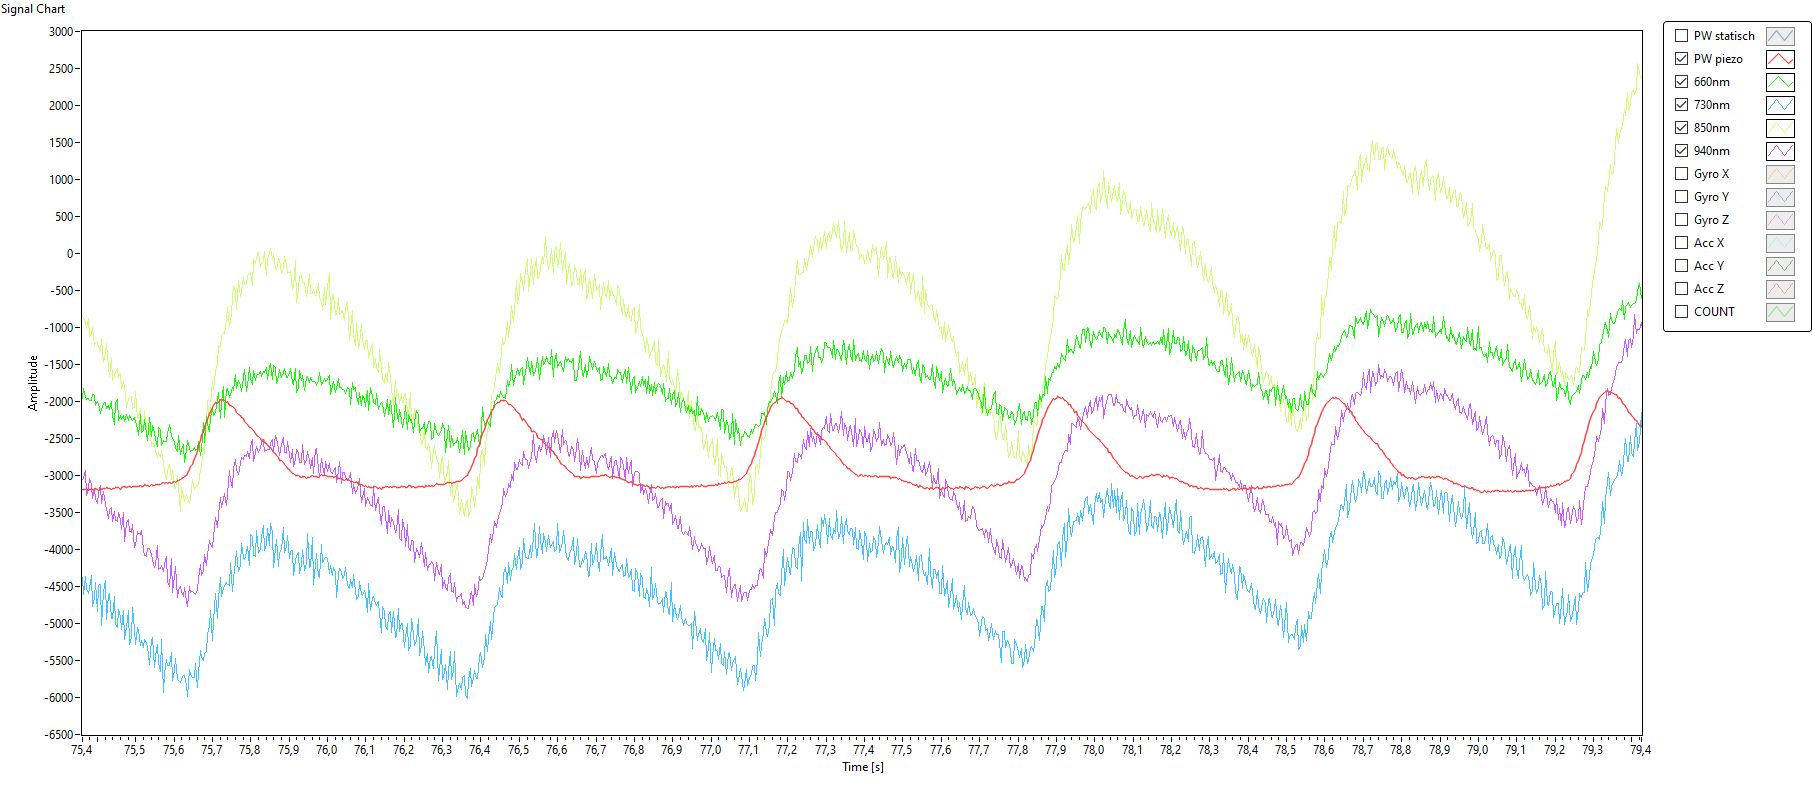 Signal Chart
3000
2500
2000
1500
1000
500
0
-500
-1000
-1500
-2000
-2500
-3000
-3500
-4000
-4500
-5000
-5500
-6000
-6500
Amplitude
75,4 75,5 75,6 75,7 75,8 75,9 76,0 76,1 76,2 76,3 76,4 76,5 76,6 76,7 76,8 76,9 77,0 77,1 77,2 77,3 77,4 77,5 77,6 77,7 77,8 77,9 78,0 78,1 78,2 78,3 78,4 78,5 78,6 78,7 78,8 78,9 79,0 79,1 79,2 79,3 79,4
Time [s]
PW statisch
PW piezo
660nm
730nm
850nm
940nm
Gyro X
Gyro Y
Gyro Z
Acc X
Acc Y
Acc Z
COUNT